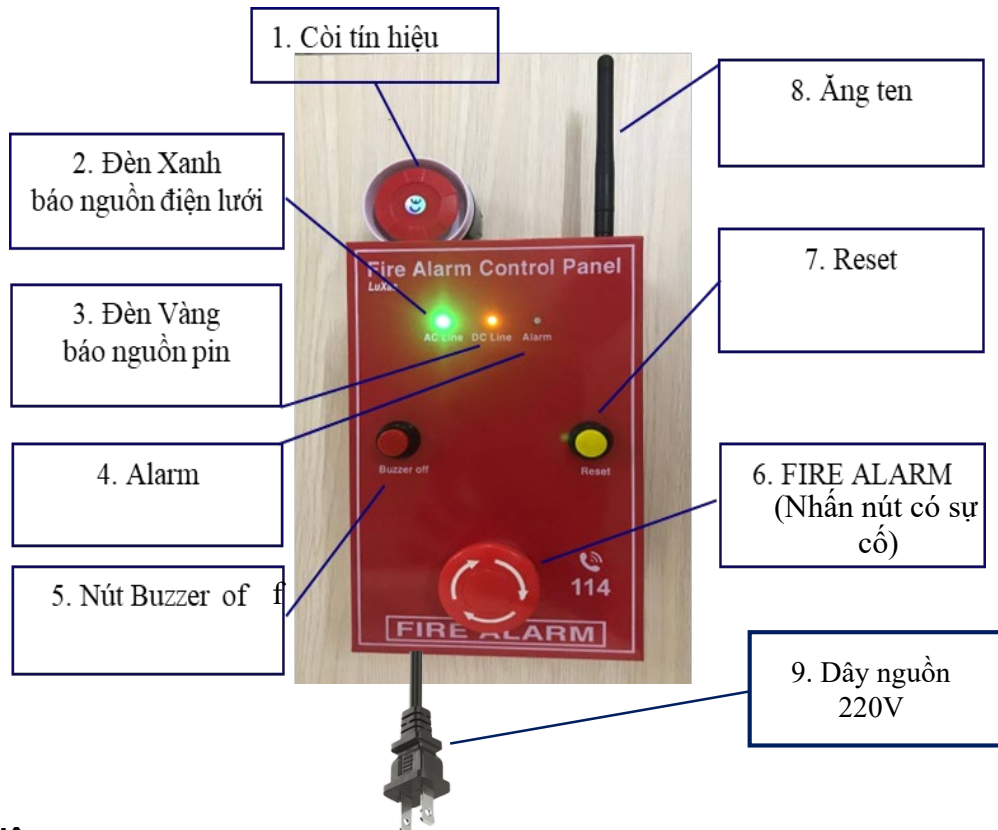 1. Còi tín hiệu
8. Ăng ten
2. Đèn Xanh
báo nguồn điện lưới
7. Reset
3. Đèn Vàng
báo nguồn pin
4. Alarm
6. FIRE ALARM
(Nhấn nút có sự
cố)
5. Nút Buzzer of f
9. Dây nguồn
220V
Fire Alarm Control Panel
AC Line DC Line Alarm
Buzzer off
Reset
114
FIRE ALARM